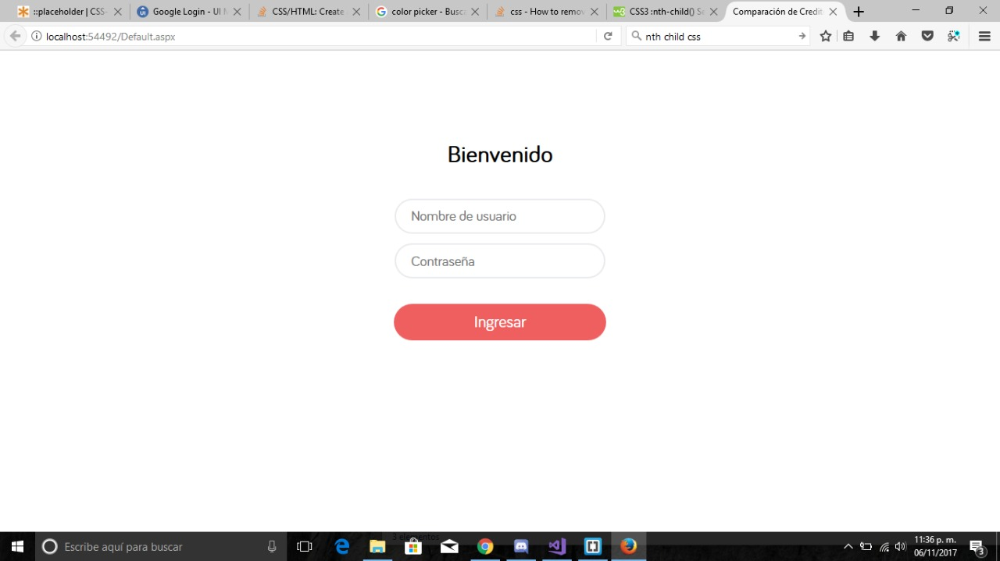 ::placeholder | CSS-
Google Login - UI M
CSS/HTML: Create
color picker - Busca
css - How to remov
CSS3 :nth-child() Se
Comparación de Credit
localhost:54492/Default.aspx
nth child css
Bienvenido
Nombre de usuario
Contraseña
Ingresar
3 elementos
Escribe aquí para buscar
11:36 p. m.
06/11/2017
3